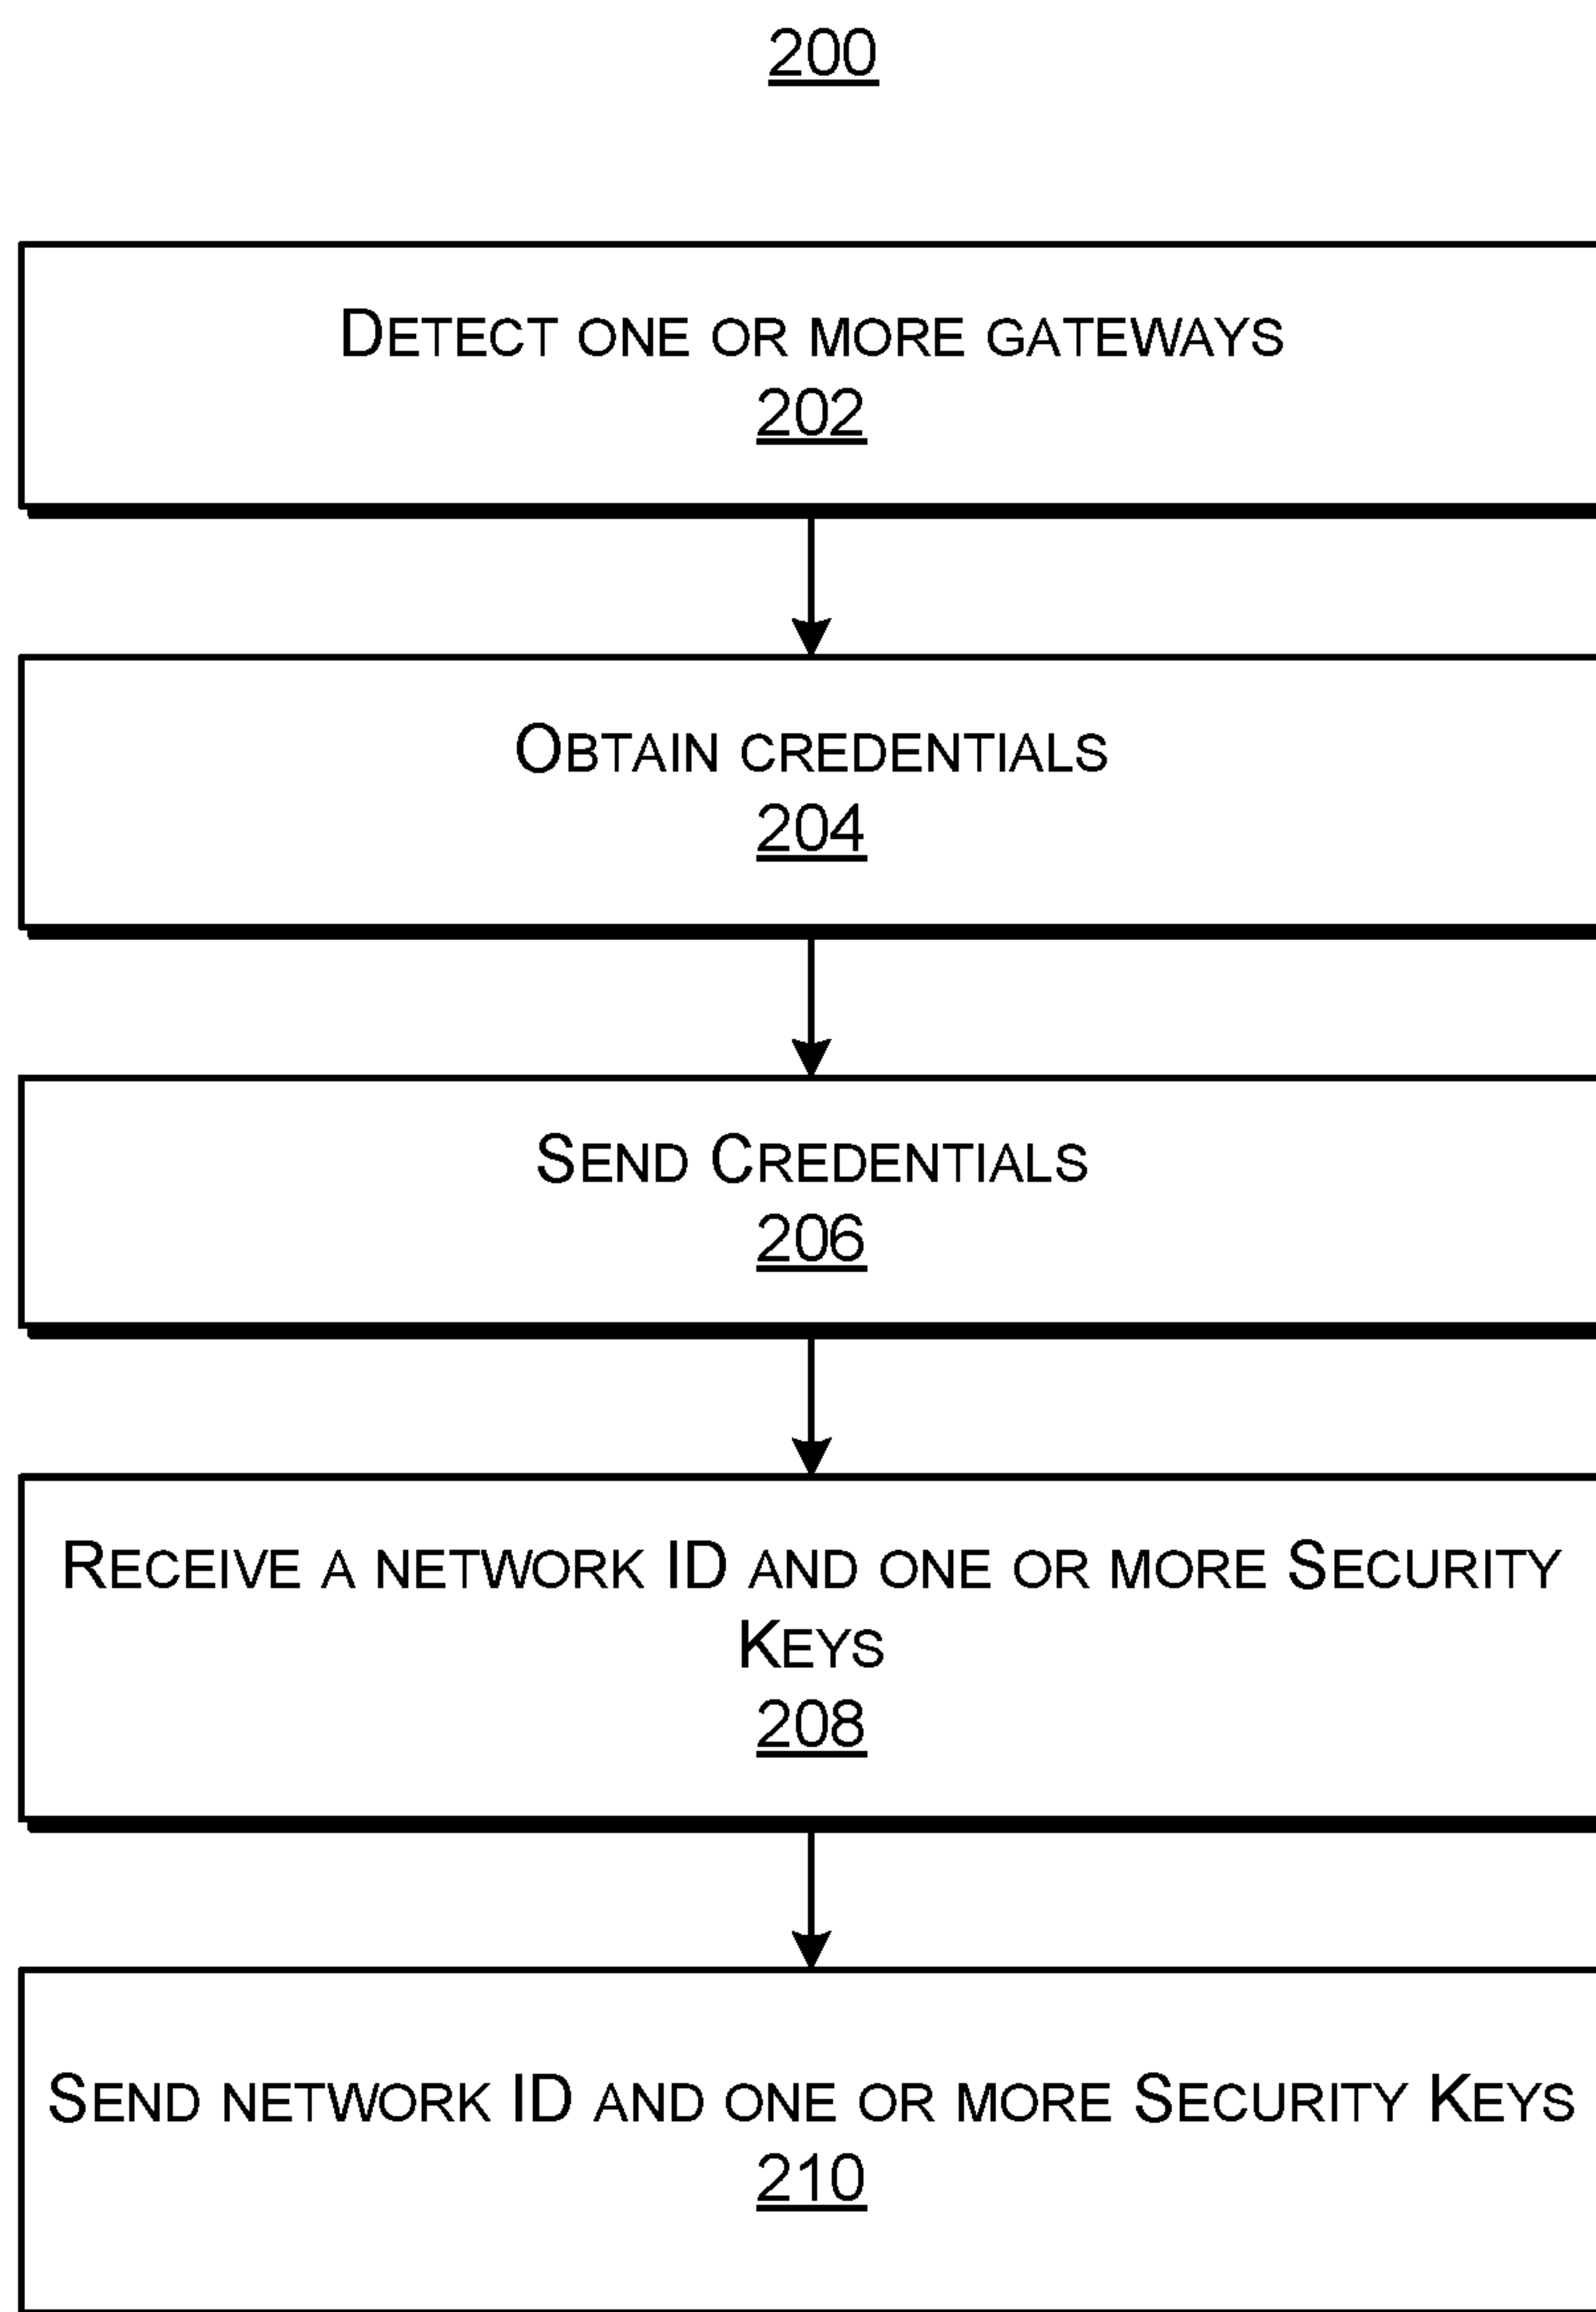 200
Detect one or more gateways
202
Obtain credentials
204
Send Credentials
206
Receive a network ID and one or more Security
Keys
208
Send network ID and one or more Security Keys
210